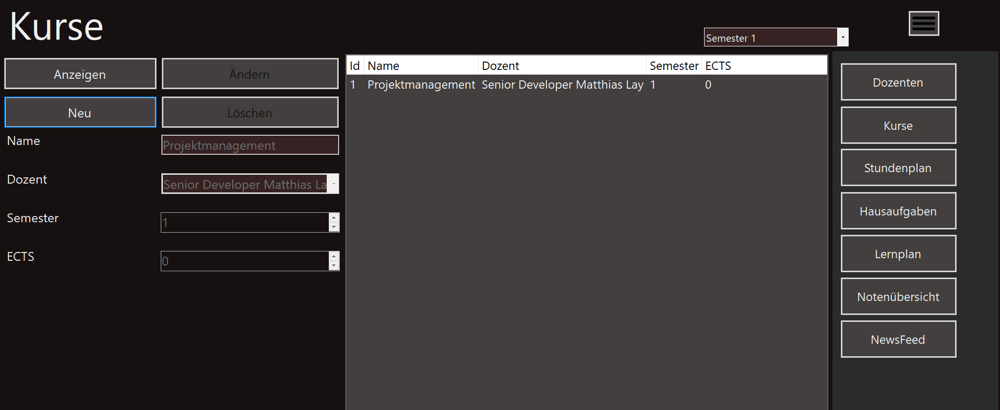 Kurse
Semester 1
Anzeigen
Ändern
Neu
Löschen
Name
Projektmanagement
Dozent
Senior Developer Matthias La
Semester
1
ECTS
0
Id Name Dozent Semester ECTS
1 Projektmanagement Senior Developer Matthias Lay 1 0
Dozenten
Kurse
Stundenplan
Hausaufgaben
Lernplan
Notenübersicht
NewsFeed